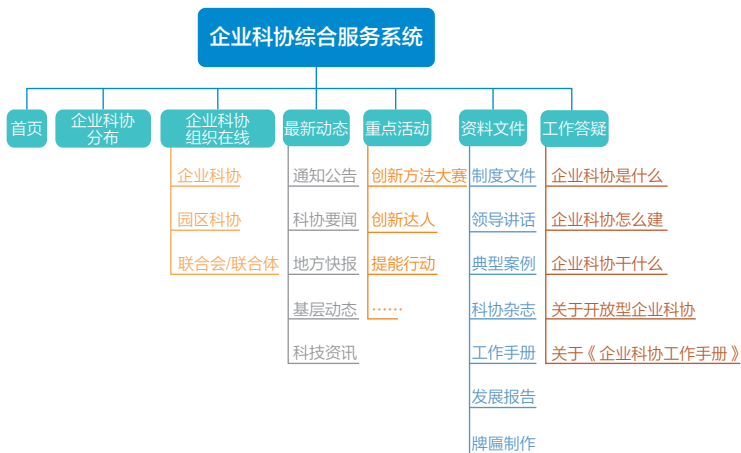 企业科协综合服务系统
首页
企业科协
分布
企业科协
组织在线
最新动态
重点活动
资料文件
工作答疑
企业科协
园区科协
联合会/联合体
通知公告
科协要闻
地方快报
基层动态
科技资讯
创新方法大赛
创新达人
提能行动
……
制度文件
领导讲话
典型案例
科协杂志
工作手册
发展报告
牌匾制作
企业科协是什么
企业科协怎么建
企业科协干什么
关于开放型企业科协
关于《企业科协工作手册》